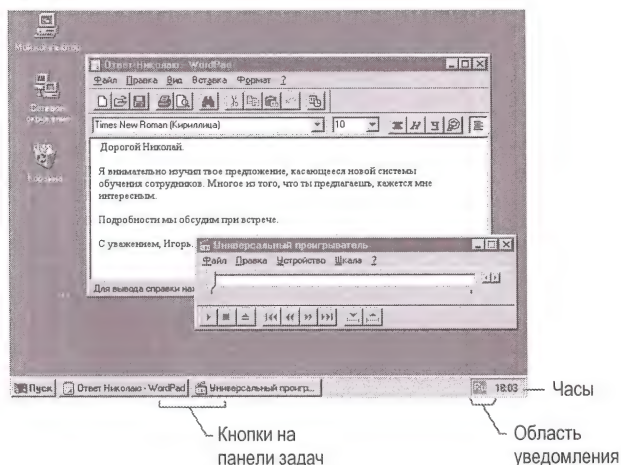 Мой компьютер
Ответ Николаю - WordPad
Файл Правка Вид Вставка Формат ?
Сетевое окружение
Times New Roman (Кириллица) 10 Ж Н Ч
Дорогой Николай.
Корзина
Я внимательно изучил твое предложение, касающееся новой системы
обучения сотрудников. Многое из того, что ты предлагаешь, кажется мне
интересным.
Подробности мы обсудим при встрече.
С уважением, Игорь.
Универсальный проигрыватель
Файл Правка Устройство Шкала ?
Для вывода справки наж
Пуск Ответ Николаю - WordPad Универсальный проигр... 18:03
Часы
Кнопки на
панели задач
Область
уведомления